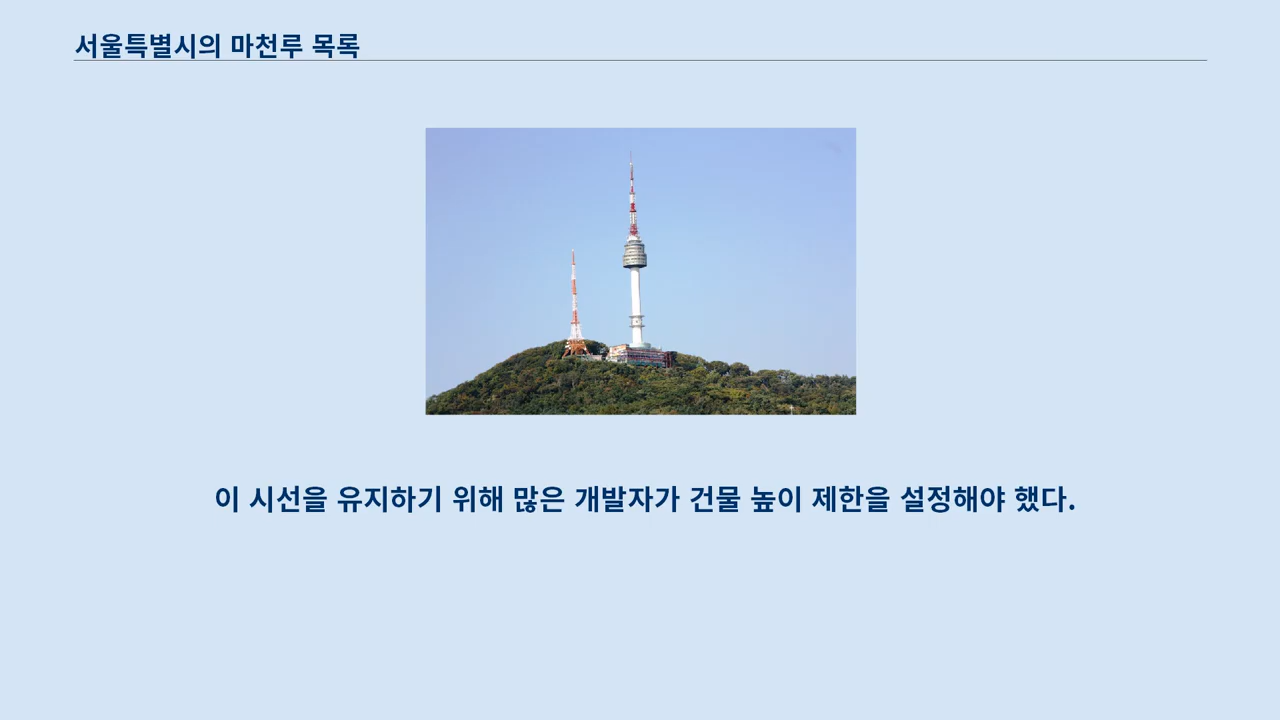 서울특별시의 마천루 목록
이 시선을 유지하기 위해 많은 개발자가 건물 높이 제한을 설정해야 했다.